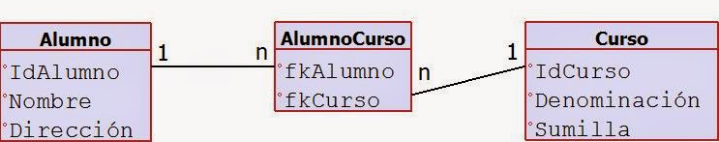 Alumno
IdAlumno
Nombre
Dirección
1
n
AlumnoCurso
fkAlumno
fkCurso
n
1
Curso
IdCurso
Denominación
Sumilla